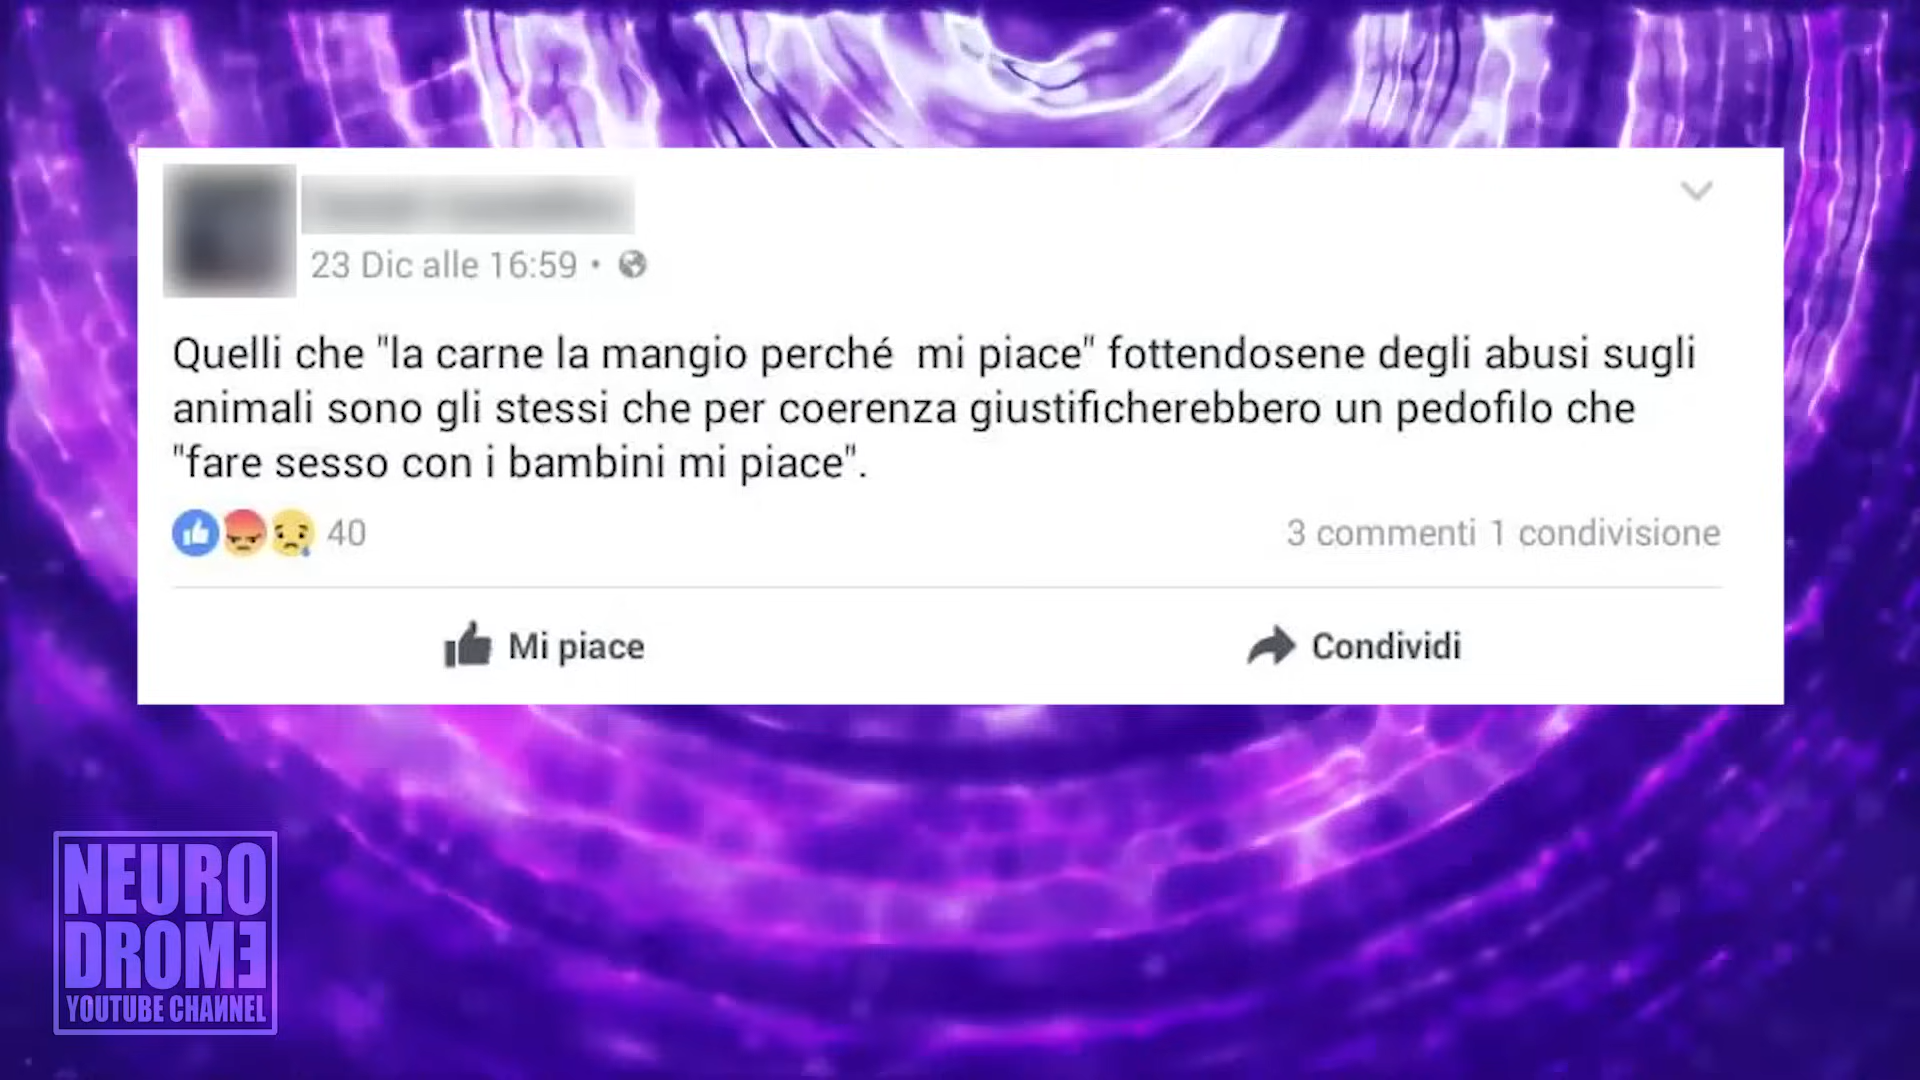 23 Dic alle 16:59 •
Quelli che "la carne la mangio perché mi piace" fottendosene degli abusi sugli
animali sono gli stessi che per coerenza giustificherebbero un pedofilo che
"fare sesso con i bambini mi piace".
40
3 commenti 1 condivisione
Mi piace
Condividi
NEURO
DROME
YOUTUBE CHANNEL